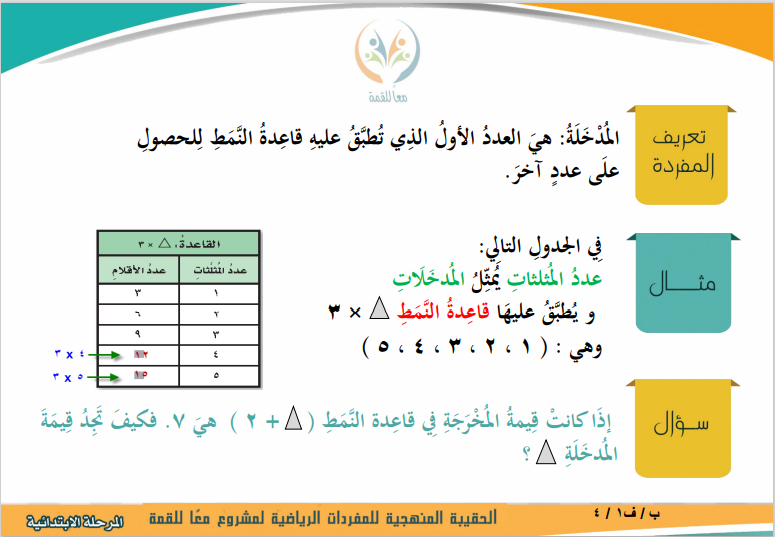 معاً للقمة
تعريف
المفردة
المُدْخَلَةُ: هيَ العددُ الأولُ الذِي تُطبَّقُ عليهِ قاعِدةُ النَّمَطِ لِلحصولِ
علَى عددٍ آخرَ.
مثـــال
فِي الجدولِ التالِي:
عددُ المُثلثاتِ يُمثِّلُ المُدخَلَاتِ
و يُطبَّقُ عليهَا قاعِدةُ النَّمَطِ △ × ٣
وهي : ( ١ ، ٢ ، ٣ ، ٤ ، ٥ )
القاعدةُ، △ × ٣
عددُ المُثلثاتِ عددُ الأقلامِ
١ ٣
٢ ٦
٣ ٩
٤ ١٢ ٤ x ٣
٥ ١٥ ٥ x ٣
سـؤال
إذَا كانتْ قِيمةُ المُخْرَجَةِ فِي قاعِدة النَّمَطِ ( △ + ٢ ) هيَ ٧. فكيفَ تَجِدُ قِيمَةَ
المُدخَلَةِ △ ؟
ب / ف١ / ٤
الحقيبة المنهجية للمفردات الرياضية لمشروع معًا للقمة
المرحلة الابتدائية